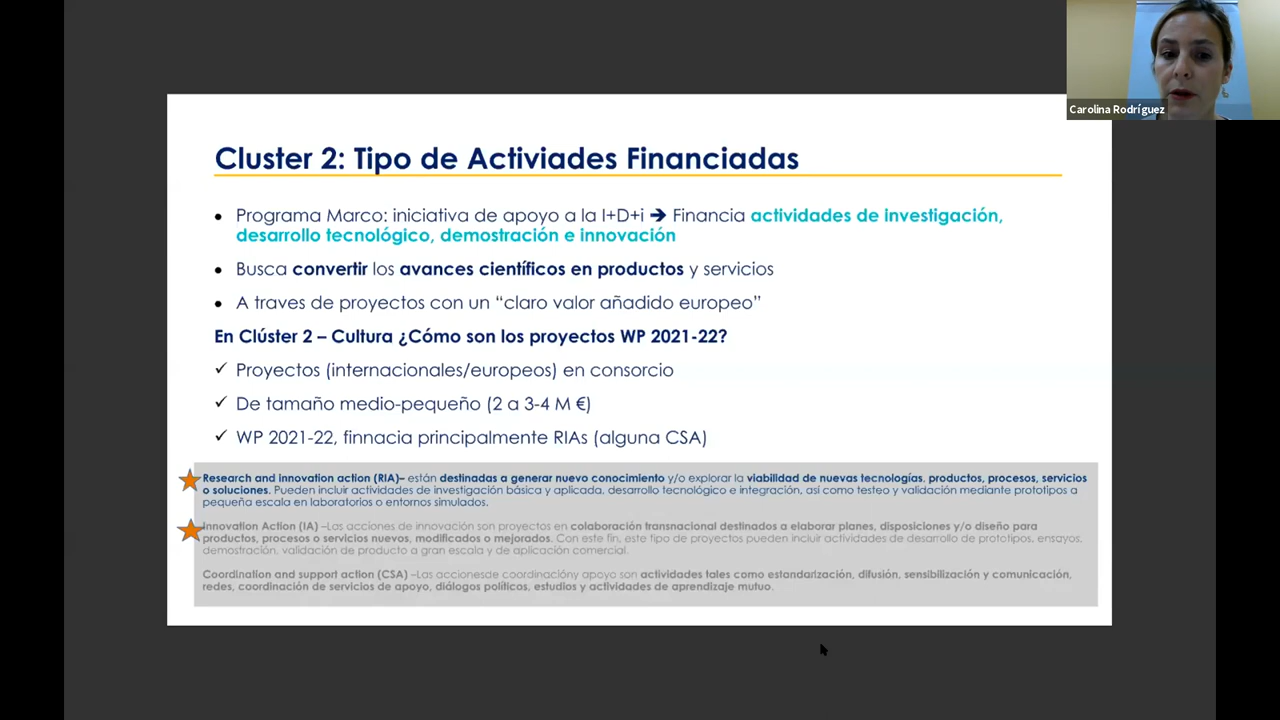 Carolina Rodríguez
Cluster 2: Tipo de Activiades Financiadas
Programa Marco: iniciativa de apoyo a la I+D+i ➔ Financia actividades de investigación,
desarrollo tecnológico, demostración e innovación
Busca convertir los avances científicos en productos y servicios
A traves de proyectos con un “claro valor añadido europeo”
En Clúster 2 – Cultura ¿Cómo son los proyectos WP 2021-22?
Proyectos (internacionales/europeos) en consorcio
De tamaño medio-pequeño (2 a 3-4 M €)
WP 2021-22, finnacia principalmente RIAs (alguna CSA)
Research and innovation action (RIA)– están destinadas a generar nuevo conocimiento y/o explorar la viabilidad de nuevas tecnologías, productos, procesos, servicios
o soluciones. Pueden incluir actividades de investigación básica y aplicada, desarrollo tecnológico e integración, así como testeo y validación mediante prototipos a
pequeña escala en laboratorios o entornos simulados.
Innovation Action (IA) –Las acciones de innovación son proyectos en colaboración transnacional destinados a elaborar planes, disposiciones y/o diseño para
productos, procesos o servicios nuevos, modificados o mejorados. Con este fin, este tipo de proyectos pueden incluir actividades de desarrollo de prototipos, ensayos,
demostración, validación de producto a gran escala y de aplicación comercial.
Coordination and support action (CSA) –Las accionesde coordinacióny apoyo son actividades tales como estandarización, difusión, sensibilización y comunicación,
redes, coordinación de servicios de apoyo, diálogos políticos, estudios y actividades de aprendizaje mutuo.